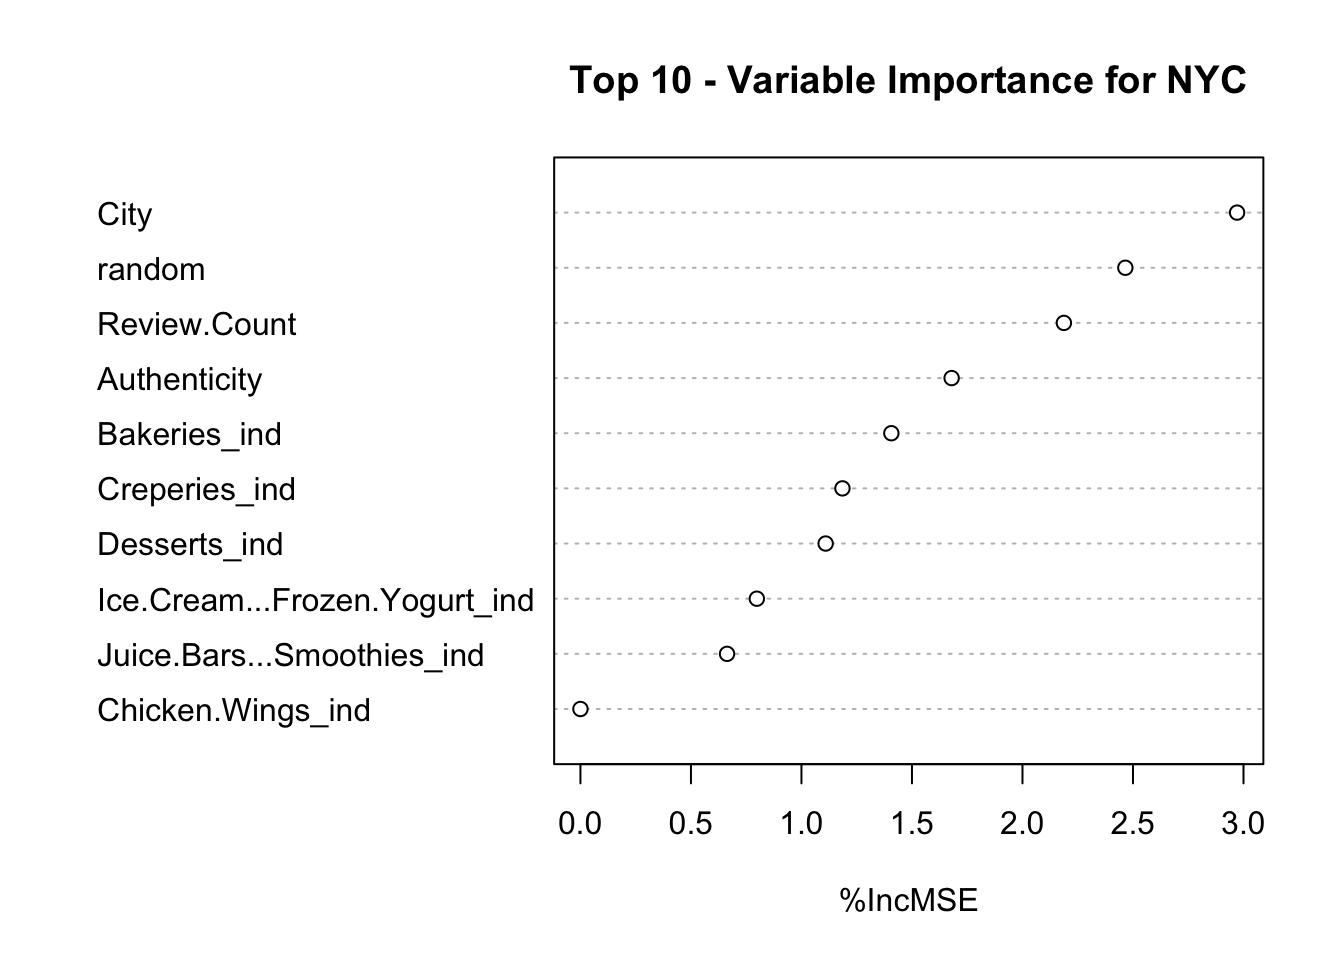 Top 10 - Variable Importance for NYC
City
random
Review.Count
Authenticity
Bakeries_ind
Creperies_ind
Desserts_ind
Ice.Cream...Frozen.Yogurt_ind
Juice.Bars...Smoothies_ind
Chicken.Wings_ind
0.0 0.5 1.0 1.5 2.0 2.5 3.0
%IncMSE